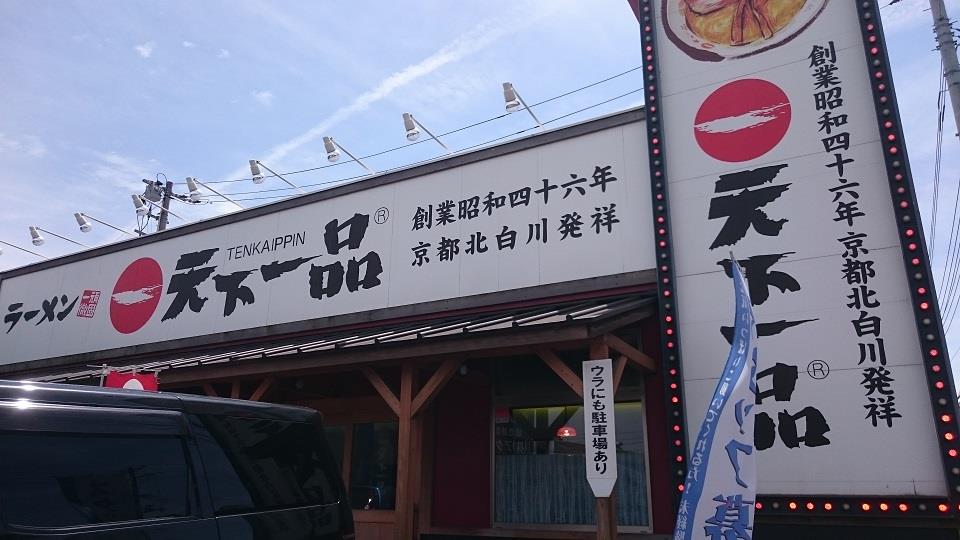 ラーメン
天下一品®
TENKAIPPIN
創業昭和四十六年
京都北白川発祥
天下一品®
創業昭和四十六年京都北白川発祥
ウラにも駐車場あり